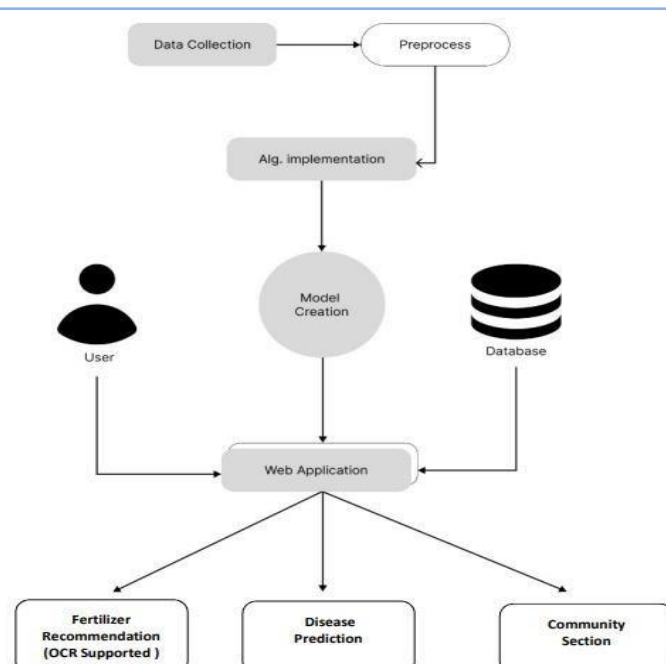 Data Collection
Preprocess
Alg. implementation
Model
Creation
User
Database
Web Application
Fertilizer
Recommendation
(OCR Supported )
Disease
Prediction
Community
Section